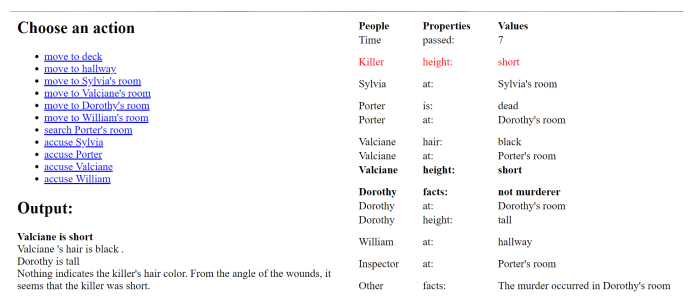 Choose an action
• move to deck
• move to hallway
• move to Sylvia's room
• move to Valciane's room
• move to Dorothy's room
• move to William's room
• search Porter's room
• accuse Sylvia
• accuse Porter
• accuse Valciane
• accuse William
Output:
Valciane is short
Valciane 's hair is black .
Dorothy is tall
Nothing indicates the killer's hair color. From the angle of the wounds, it
seems that the killer was short.
People Properties Values
Time passed: 7
Killer height: short
Sylvia at: Sylvia's room
Porter is: dead
Porter at: Dorothy's room
Valciane hair: black
Valciane at: Porter's room
Valciane height: short
Dorothy facts: not murderer
Dorothy at: Dorothy's room
Dorothy height: tall
William at: hallway
Inspector at: Porter's room
Other facts: The murder occurred in Dorothy's room